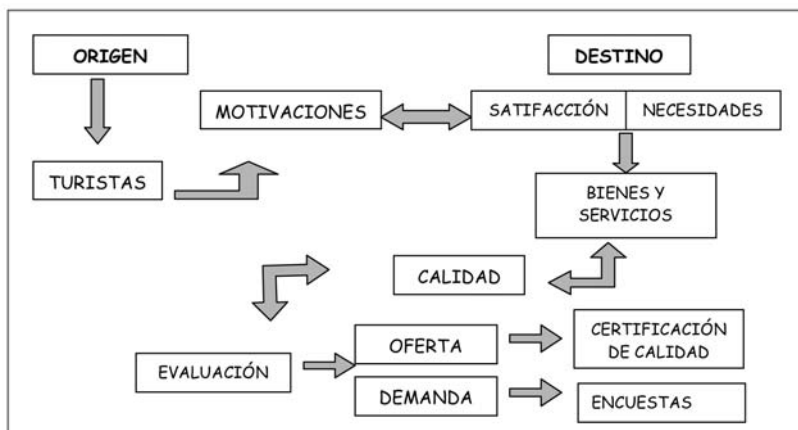 ORIGEN
DESTINO
MOTIVACIONES
SATIFACCIÓN
NECESIDADES
TURISTAS
BIENES Y
SERVICIOS
CALIDAD
OFERTA
CERTIFICACIÓN
DE CALIDAD
EVALUACIÓN
DEMANDA
ENCUESTAS